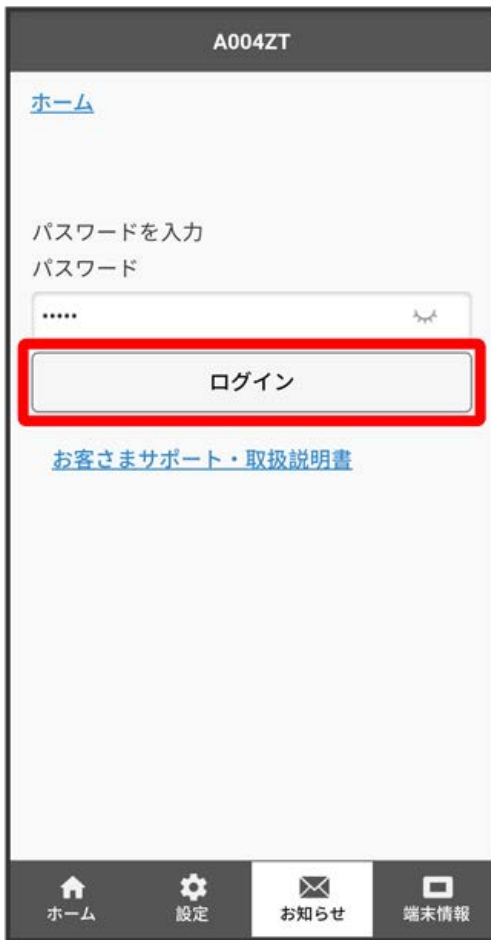 A004ZT
ホーム
パスワードを入力
パスワード
•••••
ログイン
お客さまサポート・取扱説明書
ホーム
設定
お知らせ
端末情報